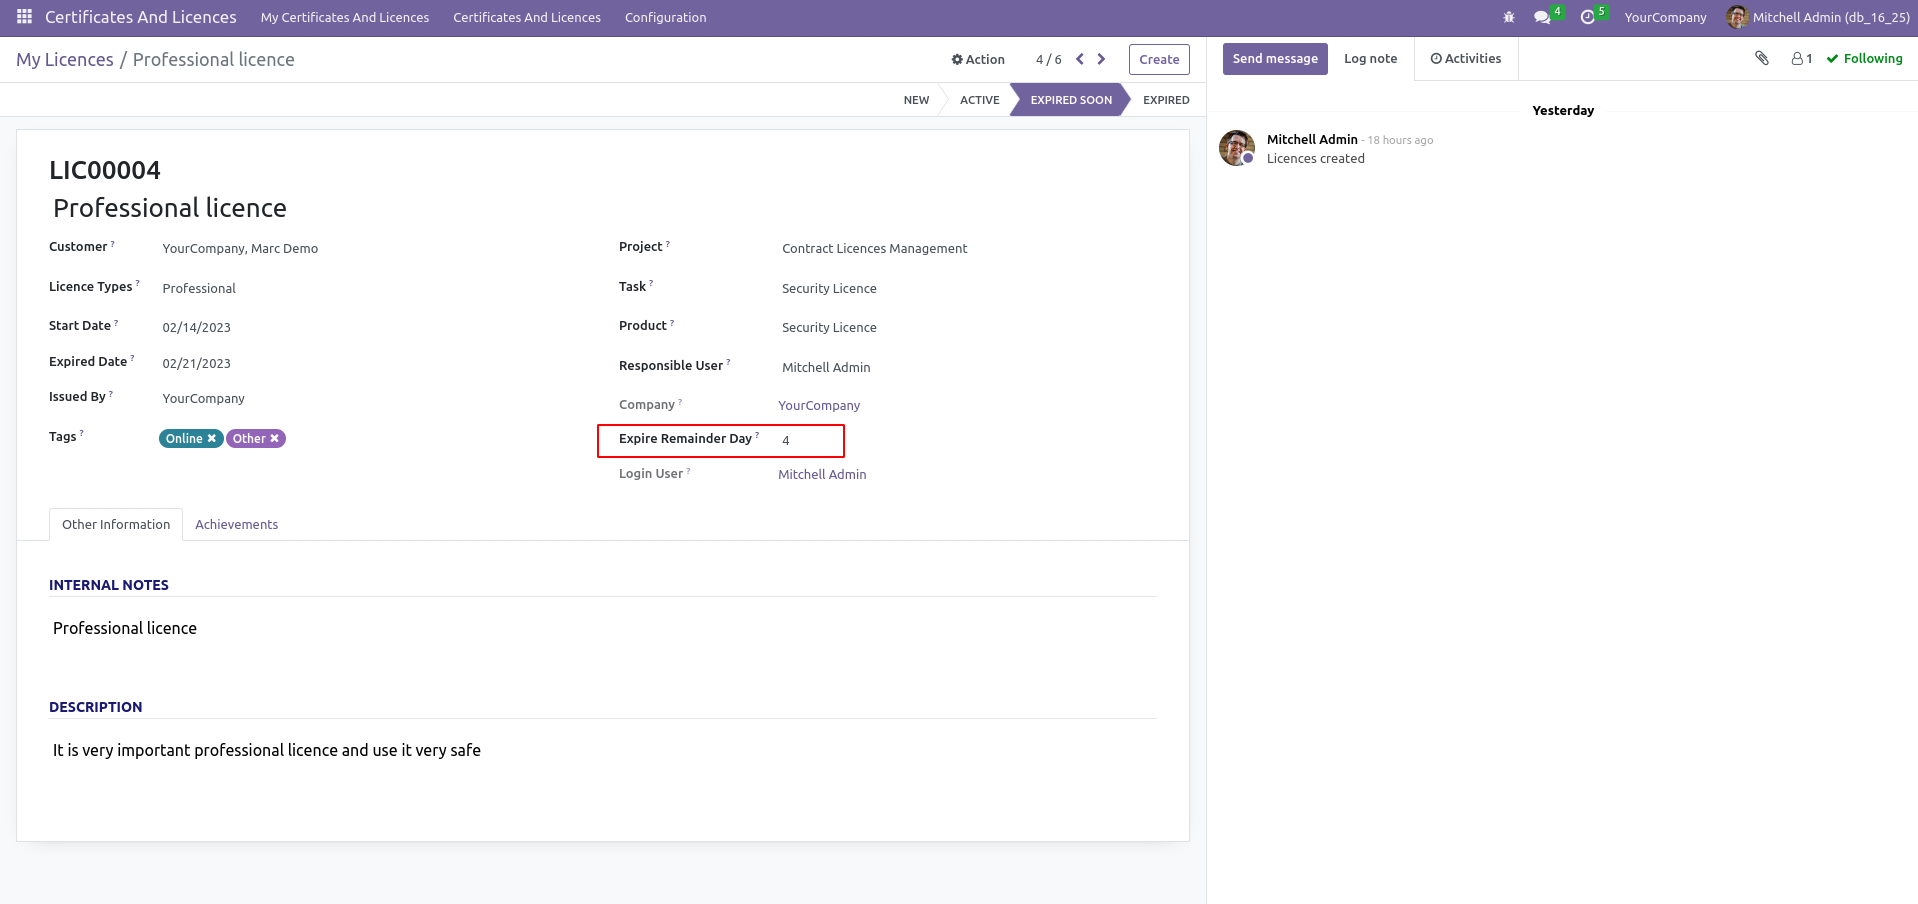 Certificates And Licences My Certificates And Licences Certificates And Licences Configuration 4 5 YourCompany Mitchell Admin (db_16_25)
My Licences / Professional licence Action 4 / 6 Create
NEW ACTIVE EXPIRED SOON EXPIRED
LIC00004
Professional licence
Customer ? YourCompany, Marc Demo
Licence Types ? Professional
Start Date ? 02/14/2023
Expired Date ? 02/21/2023
Issued By ? YourCompany
Tags ? Online ✖ Other ✖
Project ? Contract Licences Management
Task ? Security Licence
Product ? Security Licence
Responsible User ? Mitchell Admin
Company ? YourCompany
Expire Remainder Day ? 4
Login User ? Mitchell Admin
Other Information Achievements
INTERNAL NOTES
Professional licence
DESCRIPTION
It is very important professional licence and use it very safe
Send message Log note Activities 1 Following
Yesterday
Mitchell Admin - 18 hours ago
Licences created